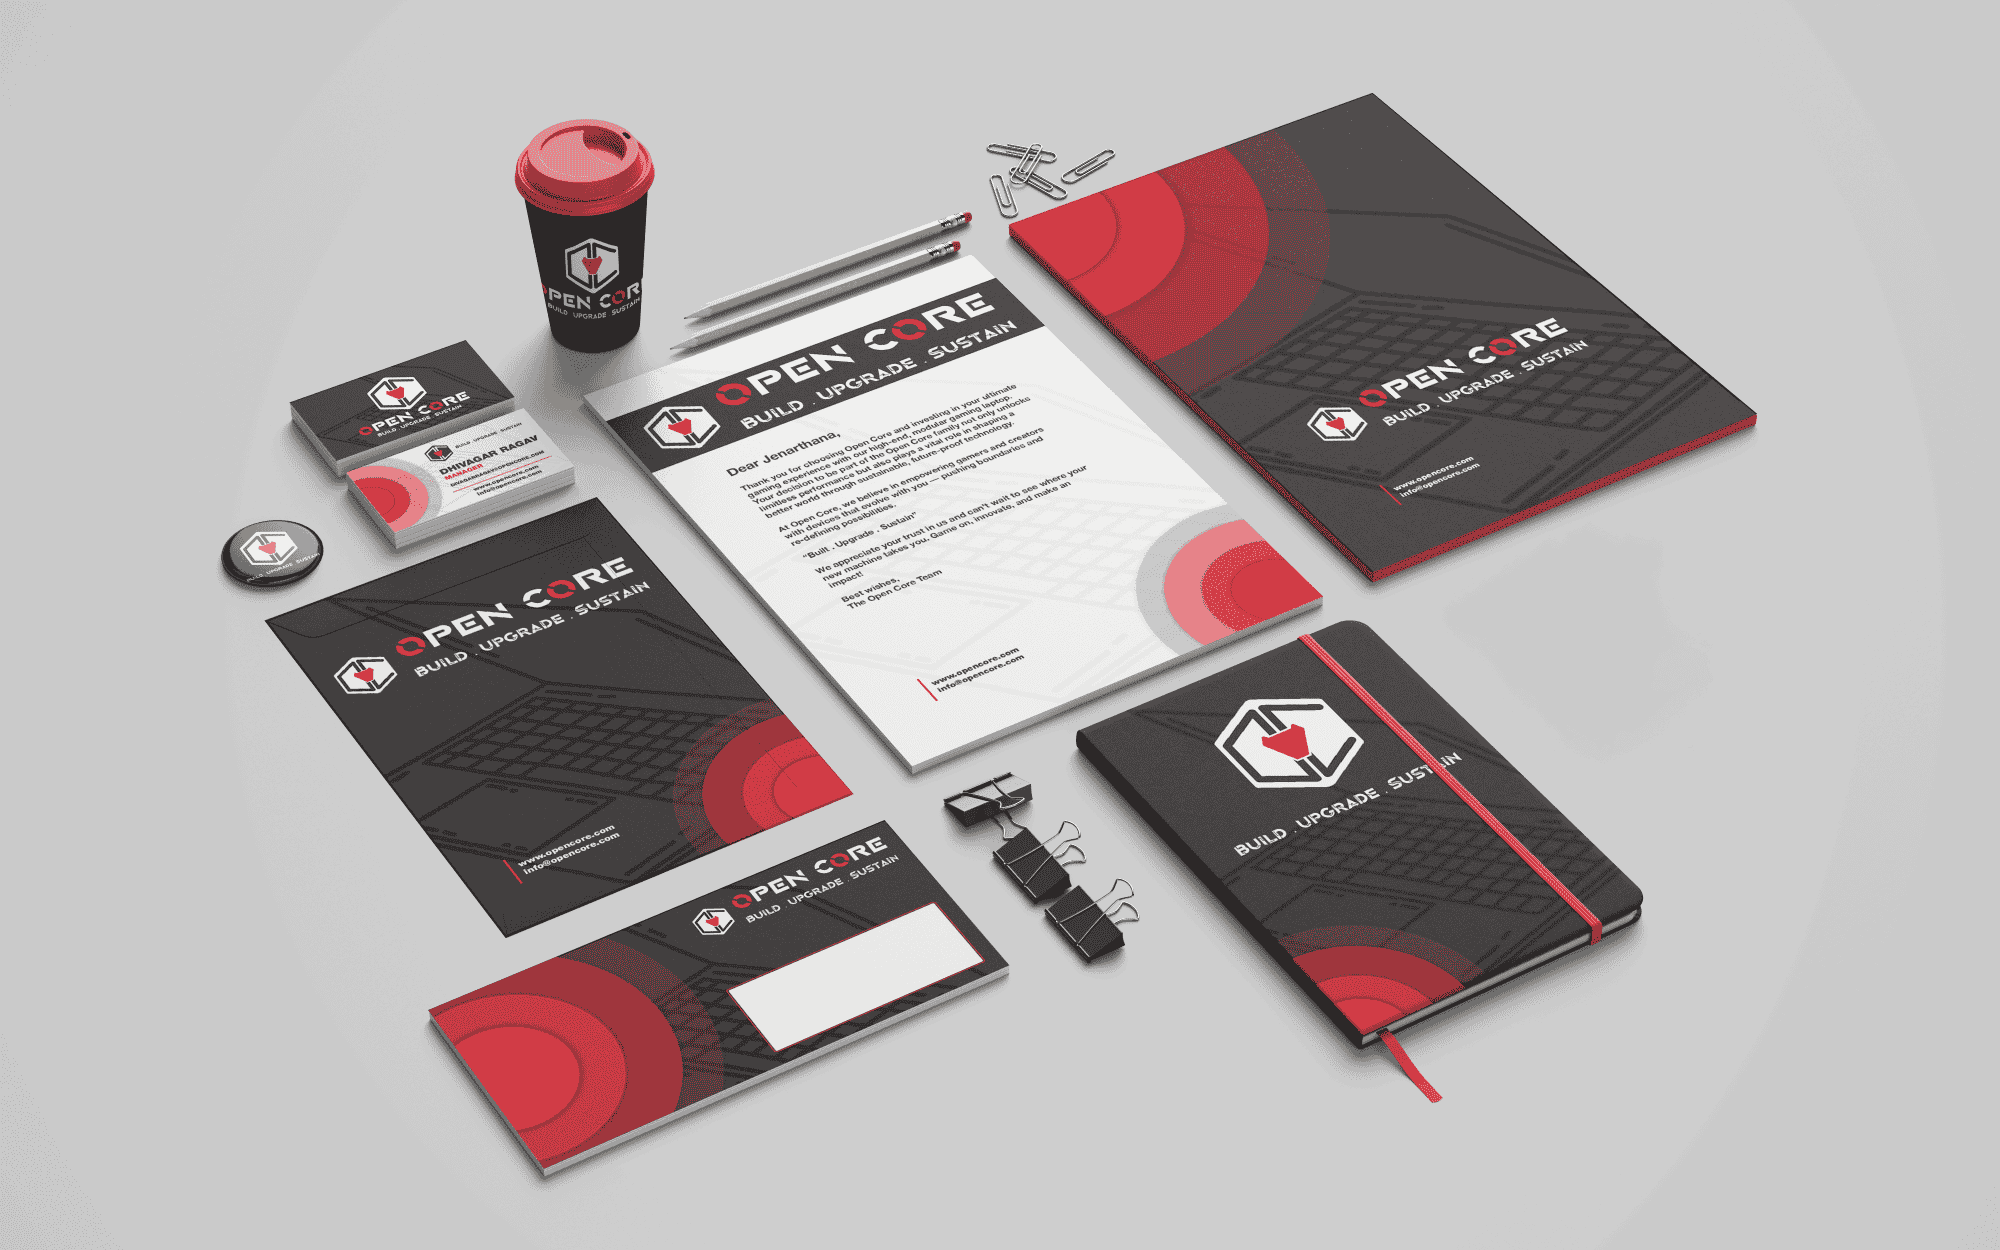 OPEN CORE
BUILD . UPGRADE . SUSTAIN
OPEN CORE
BUILD . UPGRADE . SUSTAIN
BUILD . UPGRADE . SUSTAIN
DHIVAGAR RAGAV
MANAGER
DHIVAGARRAGAV@OPENCORE.COM
www.opencore.com
info@opencore.com
BUILD . UPGRADE . SUSTAIN
OPEN CORE
BUILD . UPGRADE . SUSTAIN
Dear Jenarthana,
Thank you for choosing Open Core and investing in your ultimate
gaming experience with our high-end, modular gaming laptop.
Your decision to be part of the Open Core family not only unlocks
limitless performance but also plays a vital role in shaping a
better world through sustainable, future-proof technology.
At Open Core, we believe in empowering gamers and creators
with devices that evolve with you — pushing boundaries and
re-defining possibilities.
“Built . Upgrade . Sustain”
We appreciate your trust in us and can't wait to see where your
new machine takes you. Game on, innovate, and make an
impact!
Best wishes,
The Open Core Team
www.opencore.com
info@opencore.com
OPEN CORE
BUILD . UPGRADE . SUSTAIN
www.opencore.com
info@opencore.com
OPEN CORE
BUILD . UPGRADE . SUSTAIN
www.opencore.com
info@opencore.com
OPEN CORE
BUILD . UPGRADE . SUSTAIN
BUILD . UPGRADE . SUSTAIN